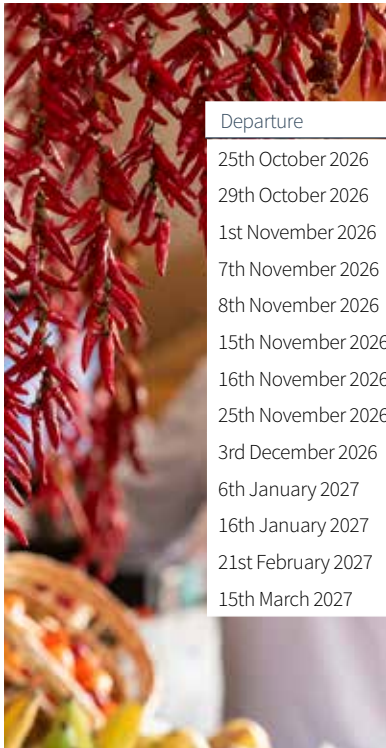 Departure
25th October 2026
29th October 2026
1st November 2026
7th November 2026
8th November 2026
15th November 2026
16th November 2026
25th November 2026
3rd December 2026
6th January 2027
16th January 2027
21st February 2027
15th March 2027